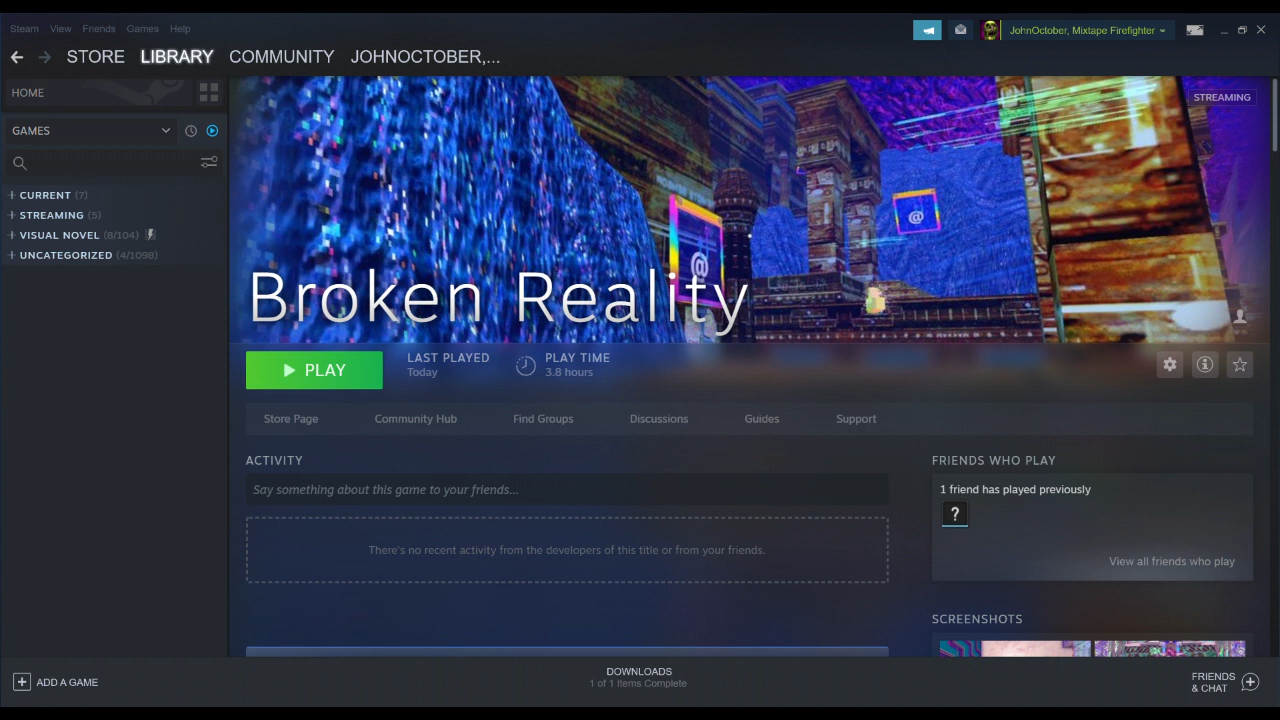 Steam View Friends Games Help
JohnOctober, Mixtape Firefighter
STORE LIBRARY COMMUNITY JOHNOCTOBER,...
HOME
STREAMING
GAMES
CURRENT (7)
STREAMING (5)
VISUAL NOVEL (8/104)
UNCATEGORIZED (4/1098)
@
@
Broken Reality
PLAY
LAST PLAYED
Today
PLAY TIME
3.8 hours
Store Page Community Hub Find Groups Discussions Guides Support
ACTIVITY
Say something about this game to your friends...
There's no recent activity from the developers of this title or from your friends.
FRIENDS WHO PLAY
1 friend has played previously
?
View all friends who play
SCREENSHOTS
ADD A GAME
DOWNLOADS
1 of 1 Items Complete
FRIENDS
& CHAT